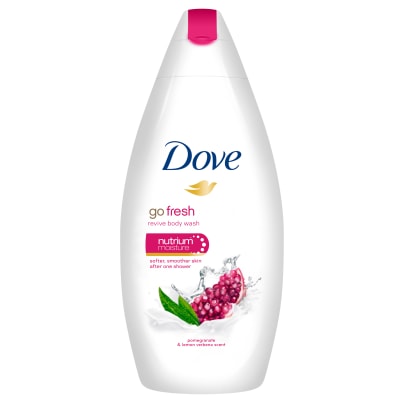 Dove
go fresh
revive body wash
nutrium
moisture
softer, smoother skin
after one shower
pomegranate
& lemon verbena scent